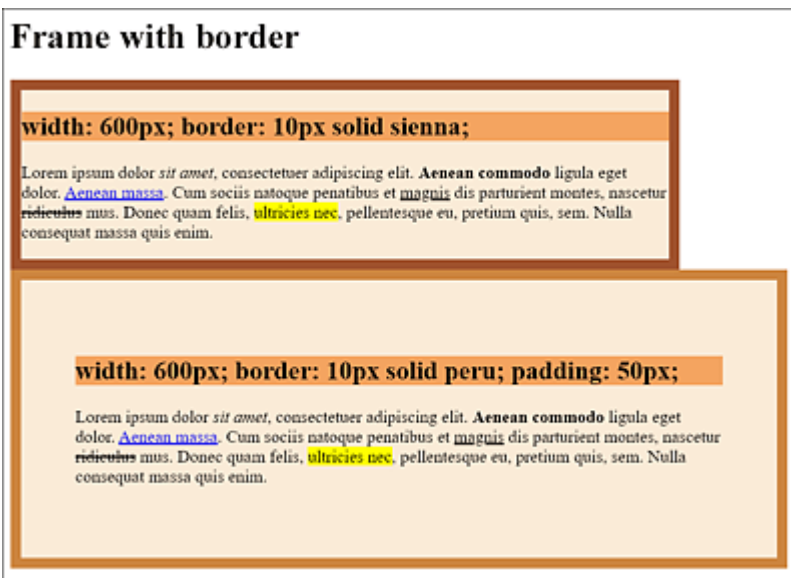 Frame with border
width: 600px; border: 10px solid sienna;
Lorem ipsum dolor sit amet, consectetuer adipiscing elit. Aenean commodo ligula eget
dolor. Aenean massa. Cum sociis natoque penatibus et magnis dis parturient montes, nascetur
ridiculus mus. Donec quam felis, ultricies nec, pellentesque eu, pretium quis, sem. Nulla
consequat massa quis enim.
width: 600px; border: 10px solid peru; padding: 50px;
Lorem ipsum dolor sit amet, consectetuer adipiscing elit. Aenean commodo ligula eget
dolor. Aenean massa. Cum sociis natoque penatibus et magnis dis parturient montes, nascetur
ridiculus mus. Donec quam felis, ultricies nec, pellentesque eu, pretium quis, sem. Nulla
consequat massa quis enim.